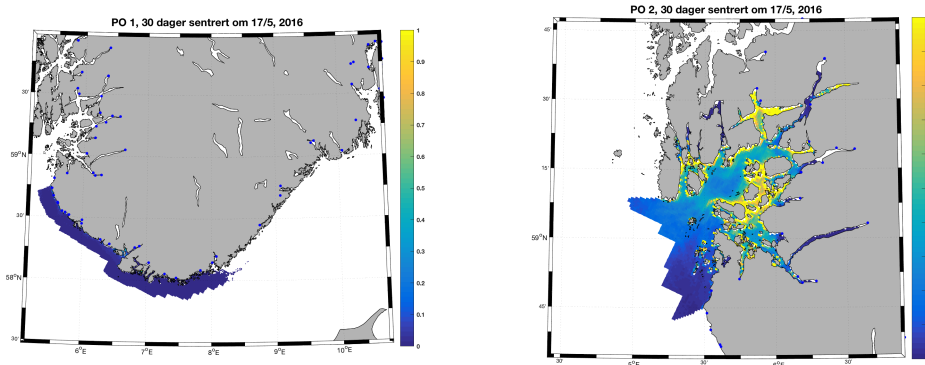 PO 1, 30 dager sentrert om 17/5, 2016
30'
59°N
30'
58°N
30'
6°E
7°E
8°E
9°E
10°E
1
0.9
0.8
0.7
0.6
0.5
0.4
0.3
0.2
0.1
0
PO 2, 30 dager sentrert om 17/5, 2016
45'
30'
15'
59°N
45'
30'
30'